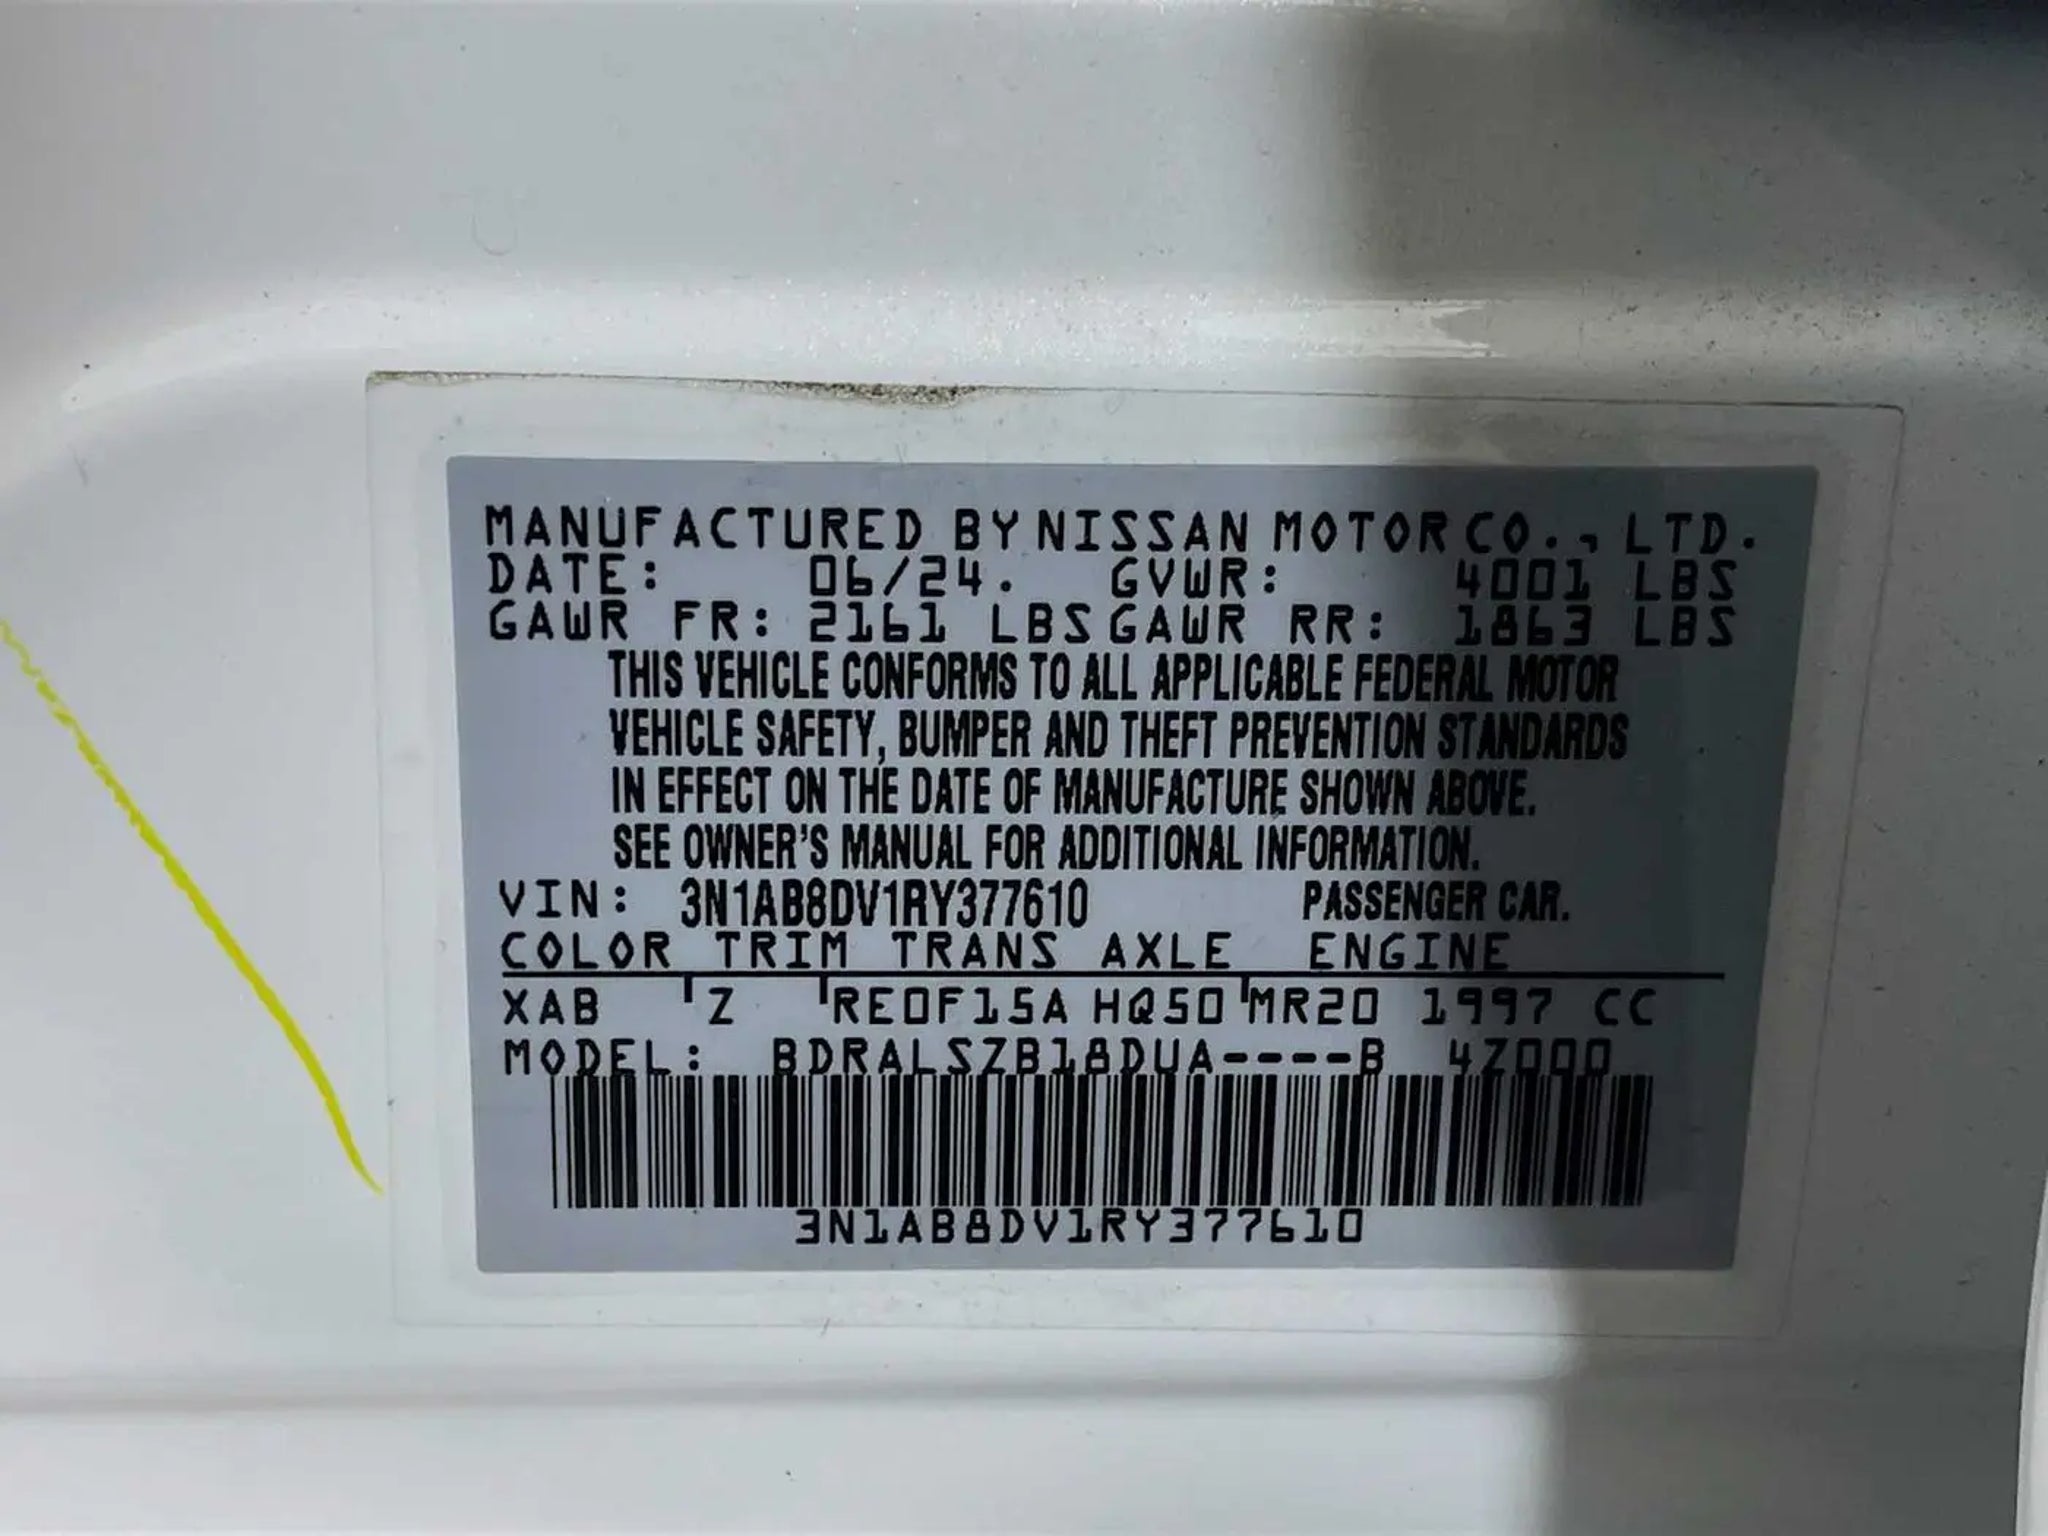 MANUFACTURED BY NISSAN MOTOR CO., LTD.
DATE: 06/24. GVWR: 4001 LBS
GAWR FR: 2161 LBS GAWR RR: 1863 LBS
THIS VEHICLE CONFORMS TO ALL APPLICABLE FEDERAL MOTOR
VEHICLE SAFETY, BUMPER AND THEFT PREVENTION STANDARDS
IN EFFECT ON THE DATE OF MANUFACTURE SHOWN ABOVE.
SEE OWNER'S MANUAL FOR ADDITIONAL INFORMATION.
VIN: 3N1AB8DV1RY377610 PASSENGER CAR.
COLOR TRIM TRANS AXLE ENGINE
XAB Z RE0F15A HQ50 MR20 1997 CC
MODEL: BDRALSZB18DUA----B 4Z000
3N1AB8DV1RY377610